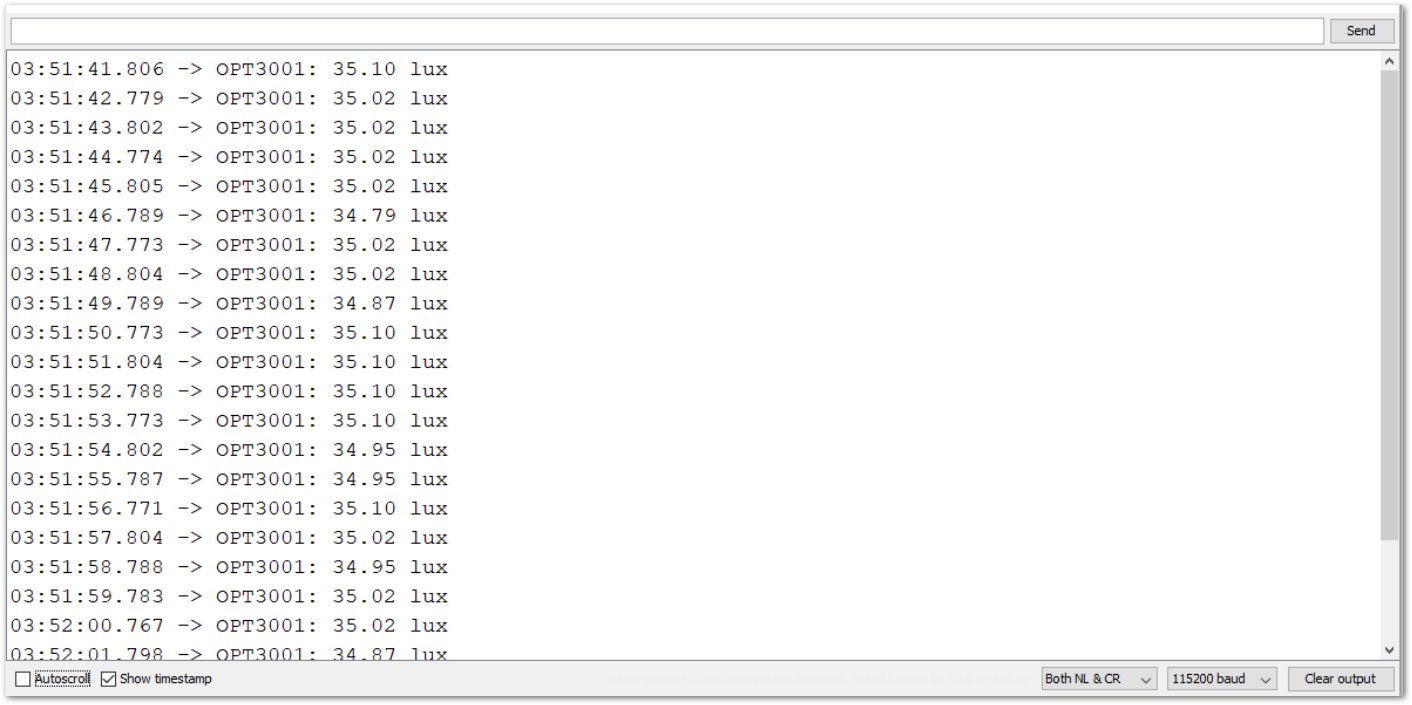 Send
03:51:41.806 -> OPT3001: 35.10 lux
03:51:42.779 -> OPT3001: 35.02 lux
03:51:43.802 -> OPT3001: 35.02 lux
03:51:44.774 -> OPT3001: 35.02 lux
03:51:45.805 -> OPT3001: 35.02 lux
03:51:46.789 -> OPT3001: 34.79 lux
03:51:47.773 -> OPT3001: 35.02 lux
03:51:48.804 -> OPT3001: 35.02 lux
03:51:49.789 -> OPT3001: 34.87 lux
03:51:50.773 -> OPT3001: 35.10 lux
03:51:51.804 -> OPT3001: 35.10 lux
03:51:52.788 -> OPT3001: 35.10 lux
03:51:53.773 -> OPT3001: 35.10 lux
03:51:54.802 -> OPT3001: 34.95 lux
03:51:55.787 -> OPT3001: 34.95 lux
03:51:56.771 -> OPT3001: 35.10 lux
03:51:57.804 -> OPT3001: 35.02 lux
03:51:58.788 -> OPT3001: 34.95 lux
03:51:59.783 -> OPT3001: 35.02 lux
03:52:00.767 -> OPT3001: 35.02 lux
03:52:01.798 -> OPT3001: 34.87 lux
Autoscroll Show timestamp Both NL & CR 115200 baud Clear output